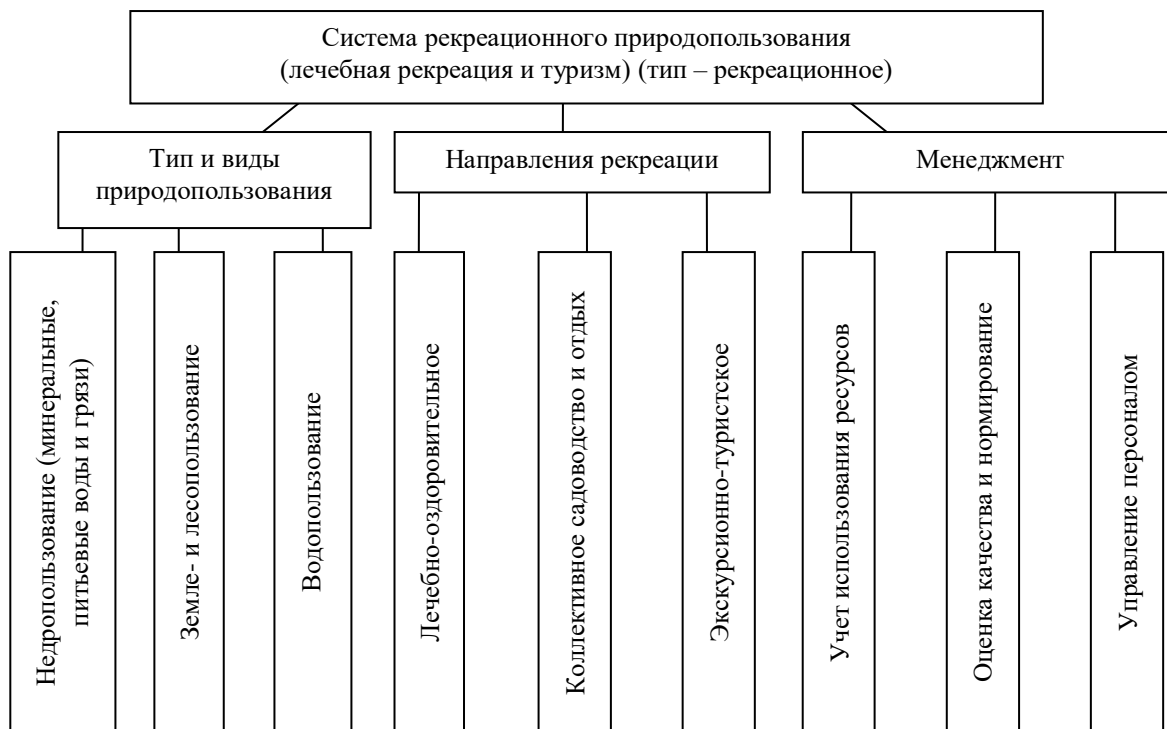 Система рекреационного природопользования
(лечебная рекреация и туризм) (тип – рекреационное)
Тип и виды
природопользования
Направления рекреации
Менеджмент
Недропользование (минеральные,
питьевые воды и грязи)
Земле- и лесопользование
Водопользование
Лечебно-оздоровительное
Коллективное садоводство и отдых
Экскурсионно-туристское
Учет использования ресурсов
Оценка качества и нормирование
Управление персоналом